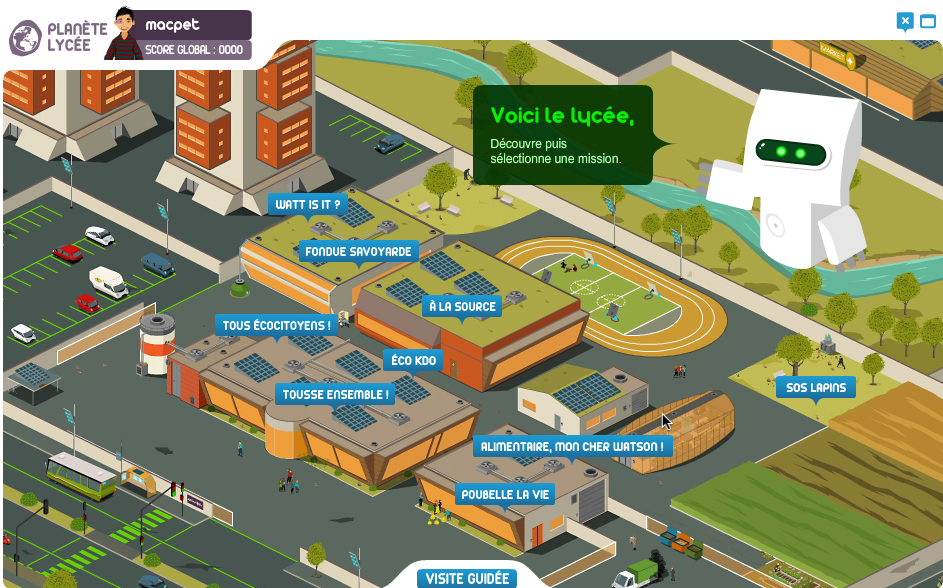 PLANÈTE
LYCÉE
macpet
SCORE GLOBAL : 0000
Voici le lycée,
Découvre puis
sélectionne une mission.
WATT IS IT ?
FONDUE SAVOYARDE
À LA SOURCE
TOUS ÉCOCITOYENS !
ÉCO KDO
TOUSSE ENSEMBLE !
SOS LAPINS
ALIMENTAIRE, MON CHER WATSON !
POUBELLE LA VIE
VISITE GUIDÉE